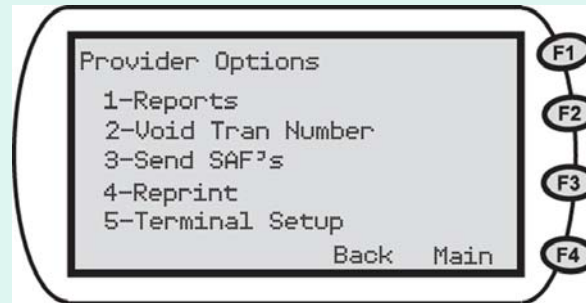 Provider Options
1-Reports
2-Void Tran Number
3-Send SAF's
4-Reprint
5-Terminal Setup
Back Main
F1
F2
F3
F4